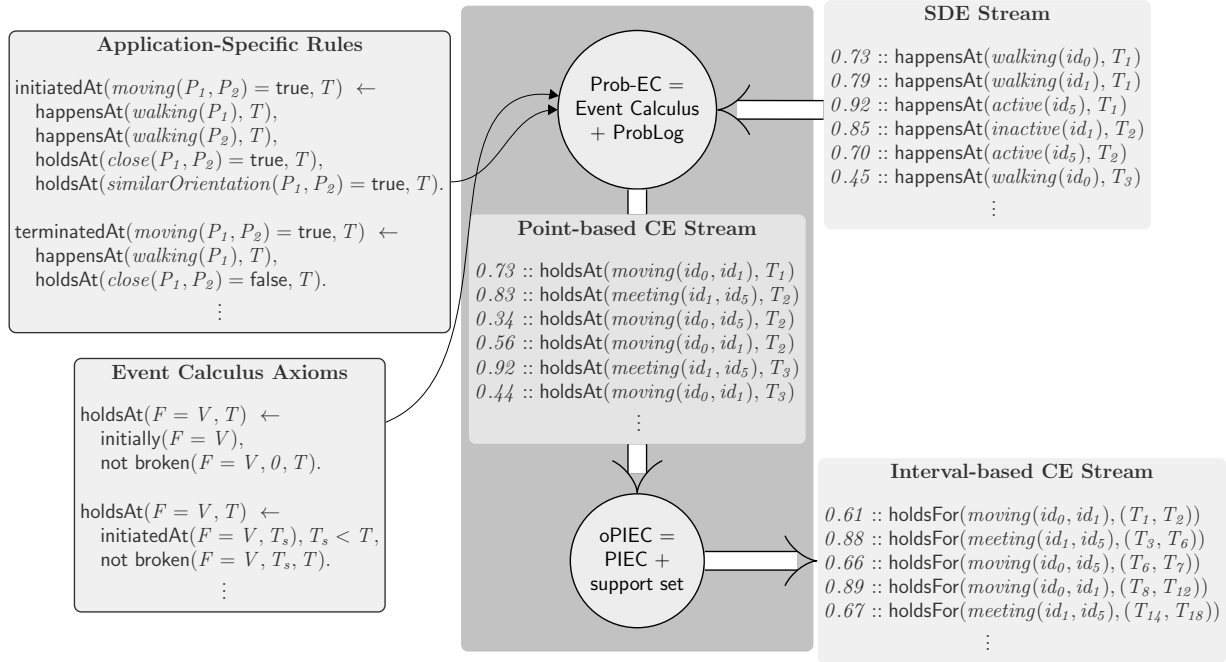 Application-Specific Rules
initiatedAt(moving(P₁, P₂) = true, T) ←
happensAt(walking(P₁), T),
happensAt(walking(P₂), T),
holdsAt(close(P₁, P₂) = true, T),
holdsAt(similarOrientation(P₁, P₂) = true, T).
terminatedAt(moving(P₁, P₂) = true, T) ←
happensAt(walking(P₁), T),
holdsAt(close(P₁, P₂) = false, T).
⋮
Event Calculus Axioms
holdsAt(F = V, T) ←
initially(F = V),
not broken(F = V, 0, T).
holdsAt(F = V, T) ←
initiatedAt(F = V, Tₛ), Tₛ < T,
not broken(F = V, Tₛ, T).
⋮
Prob-EC =
Event Calculus
+ ProbLog
Point-based CE Stream
0.73 :: holdsAt(moving(id₀, id₁), T₁)
0.83 :: holdsAt(meeting(id₁, id₅), T₂)
0.34 :: holdsAt(moving(id₀, id₅), T₂)
0.56 :: holdsAt(moving(id₀, id₁), T₂)
0.92 :: holdsAt(meeting(id₁, id₅), T₃)
0.44 :: holdsAt(moving(id₀, id₁), T₃)
⋮
oPIEC =
PIEC +
support set
SDE Stream
0.73 :: happensAt(walking(id₀), T₁)
0.79 :: happensAt(walking(id₁), T₁)
0.92 :: happensAt(active(id₅), T₁)
0.85 :: happensAt(inactive(id₁), T₂)
0.70 :: happensAt(active(id₅), T₂)
0.45 :: happensAt(walking(id₀), T₃)
⋮
Interval-based CE Stream
0.61 :: holdsFor(moving(id₀, id₁), (T₁, T₂))
0.88 :: holdsFor(meeting(id₁, id₅), (T₃, T₆))
0.66 :: holdsFor(moving(id₀, id₅), (T₆, T₇))
0.89 :: holdsFor(moving(id₀, id₁), (T₈, T₁₂))
0.67 :: holdsFor(meeting(id₁, id₅), (T₁₄, T₁₈))
⋮